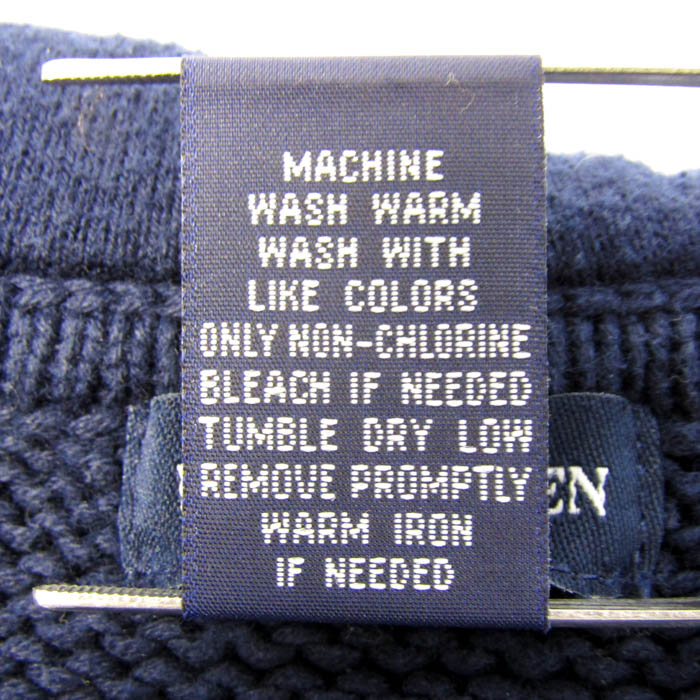 MACHINE
WASH WARM
WASH WITH
LIKE COLORS
ONLY NON-CHLORINE
BLEACH IF NEEDED
TUMBLE DRY LOW
REMOVE PROMPTLY
WARM IRON
IF NEEDED